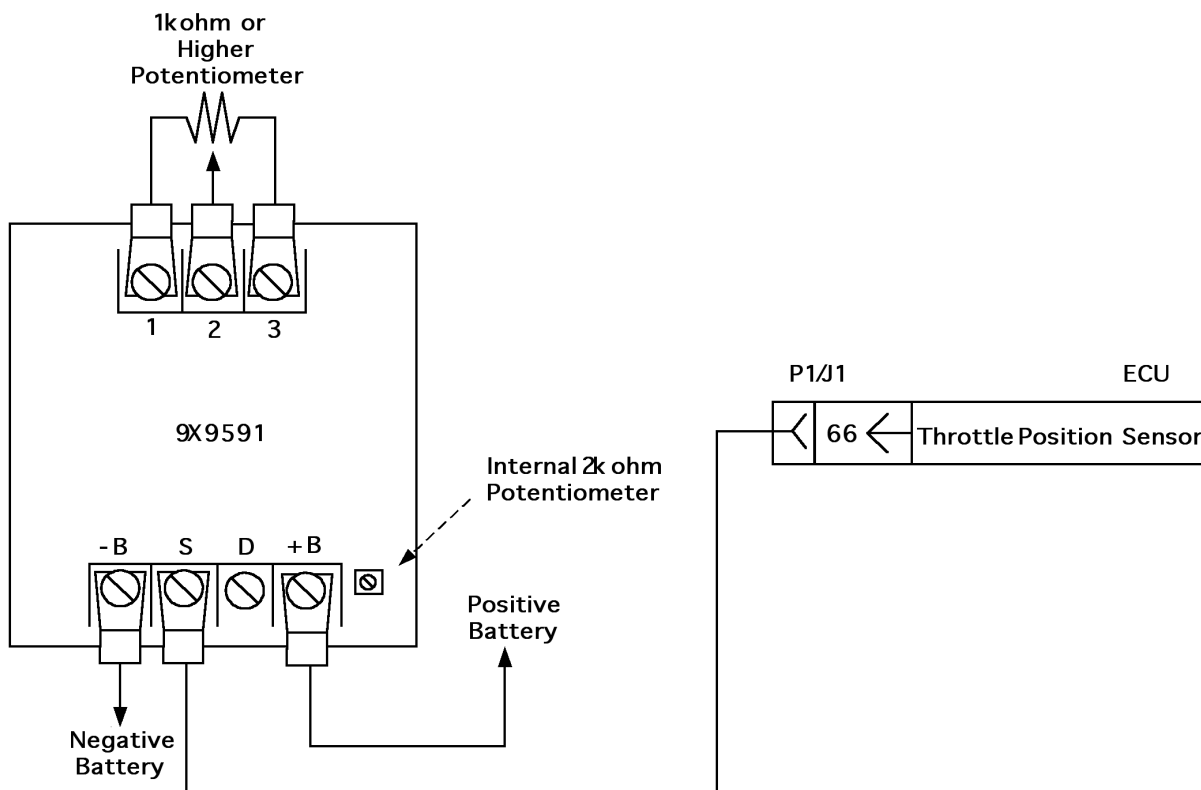 1k ohm or
Higher
Potentiometer
1
2
3
9X9591
P1/J1
ECU
66
Throttle Position Sensor
Internal 2k ohm
Potentiometer
-B
S
D
+B
Positive
Battery
Negative
Battery